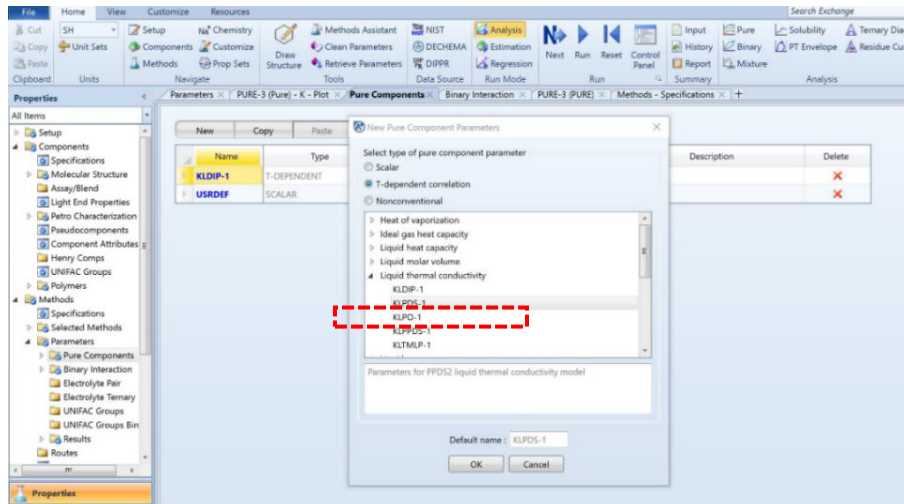 File Home View Customize Resources Search Exchange
Cut SH Setup Na⁺ Chemistry Methods Assistant NIST Analysis Input Pure Solubility Ternary Dia
Copy Unit Sets Components Customize Clean Parameters DECHEMA Estimation History Binary PT Envelope Residue Cu
Paste Methods Prop Sets Draw Structure Retrieve Parameters DIPPR Regression Next Run Reset Control Panel Report Mixture
Clipboard Units Navigate Tools Data Source Run Mode Run Summary Analysis
Properties
Parameters PURE-3 (Pure) - K - Plot Pure Components Binary Interaction PURE-3 (PURE) Methods - Specifications +
All Items
Setup
Components
Specifications
Molecular Structure
Assay/Blend
Light End Properties
Petro Characterization
Pseudocomponents
Component Attributes
Henry Comps
UNIFAC Groups
Polymers
Methods
Specifications
Selected Methods
Parameters
Pure Components
Binary Interaction
Electrolyte Pair
Electrolyte Ternary
UNIFAC Groups
UNIFAC Groups Bin
Results
Routes
Properties
New Copy Paste
Name Type Description Delete
KLDIP-1 T-DEPENDENT
USRDEF SCALAR
New Pure Component Parameters
Select type of pure component parameter
Scalar
T-dependent correlation
Nonconventional
Heat of vaporization
Ideal gas heat capacity
Liquid heat capacity
Liquid molar volume
Liquid thermal conductivity
KLDIP-1
KLPDS-1
KLPO-1
KLPPDS-1
KLTMLP-1
Parameters for PPDS2 liquid thermal conductivity model
Default name : KLPDS-1
OK Cancel